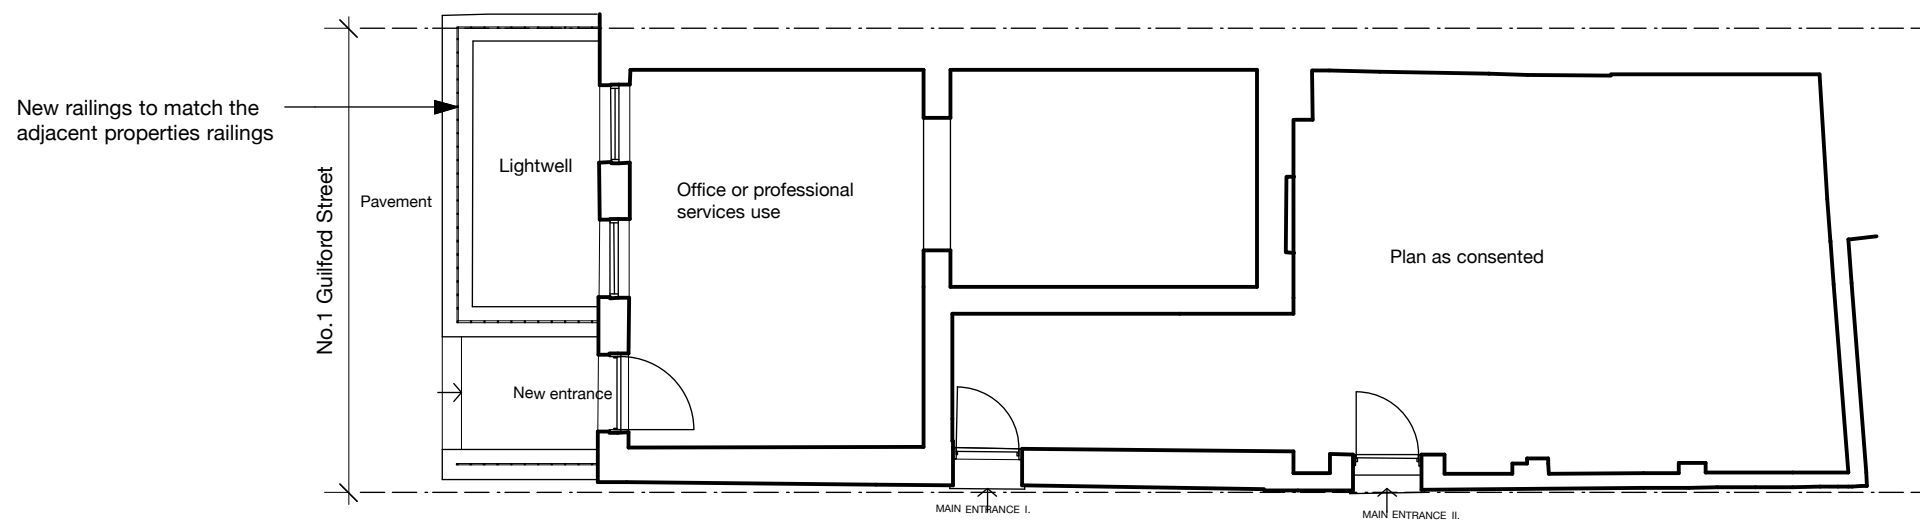 New railings to match the
adjacent properties railings
No.1 Guilford Street
Pavement
Lightwell
Office or professional
services use
New entrance
Plan as consented
MAIN ENTRANCE I.
MAIN ENTRANCE II.